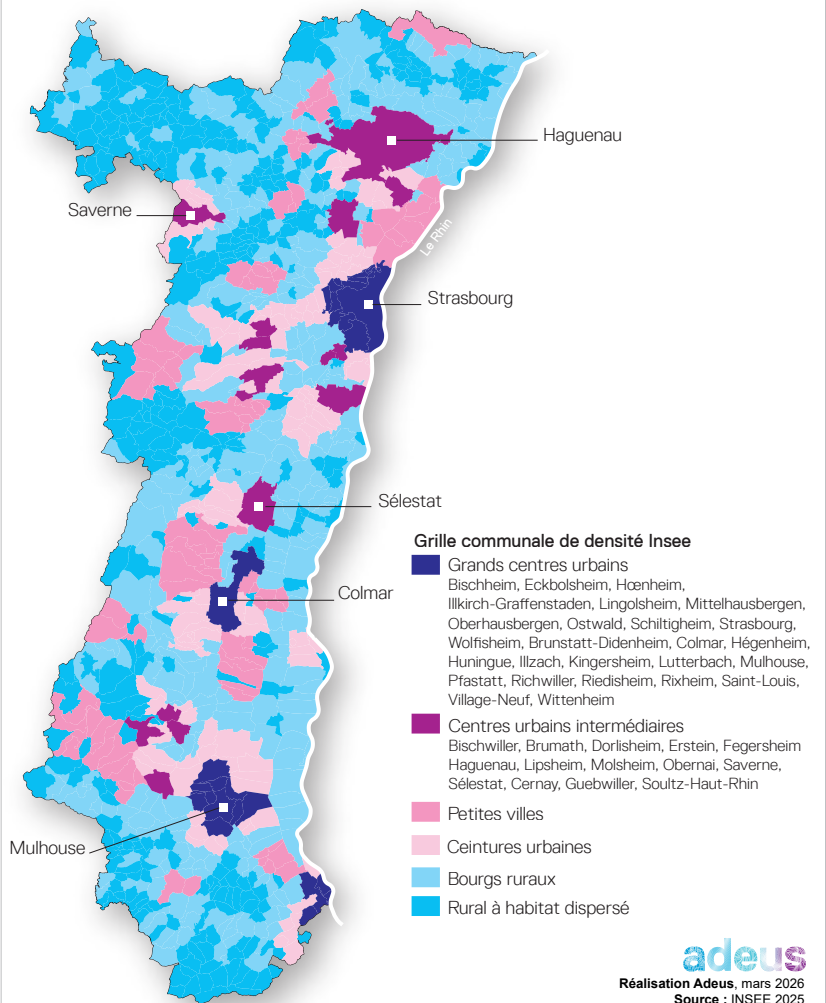 Haguenau
Saverne
Le Rhin
Strasbourg
Sélestat
Colmar
Mulhouse
Grille communale de densité Insee
Grands centres urbains
Bischheim, Eckbolsheim, Hœnheim,
Illkirch-Graffenstaden, Lingolsheim, Mittelhausbergen,
Oberhausbergen, Ostwald, Schiltigheim, Strasbourg,
Wolfisheim, Brunstatt-Didenheim, Colmar, Hégenheim,
Huningue, Illzach, Kingersheim, Lutterbach, Mulhouse,
Pfastatt, Richwiller, Riedisheim, Rixheim, Saint-Louis,
Village-Neuf, Wittenheim
Centres urbains intermédiaires
Bischwiller, Brumath, Dorlisheim, Erstein, Fegersheim
Haguenau, Lipsheim, Molsheim, Obernai, Saverne,
Sélestat, Cernay, Guebwiller, Soultz-Haut-Rhin
Petites villes
Ceintures urbaines
Bourgs ruraux
Rural à habitat dispersé
adeus
Réalisation Adeus, mars 2026
Source : INSEE 2025